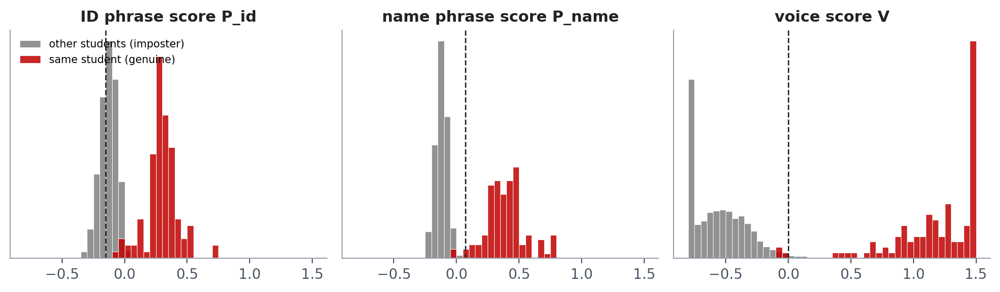 ID phrase score P_id
name phrase score P_name
voice score V
other students (imposter)
same student (genuine)
−0.5 0.0 0.5 1.0 1.5
−0.5 0.0 0.5 1.0 1.5
−0.5 0.0 0.5 1.0 1.5